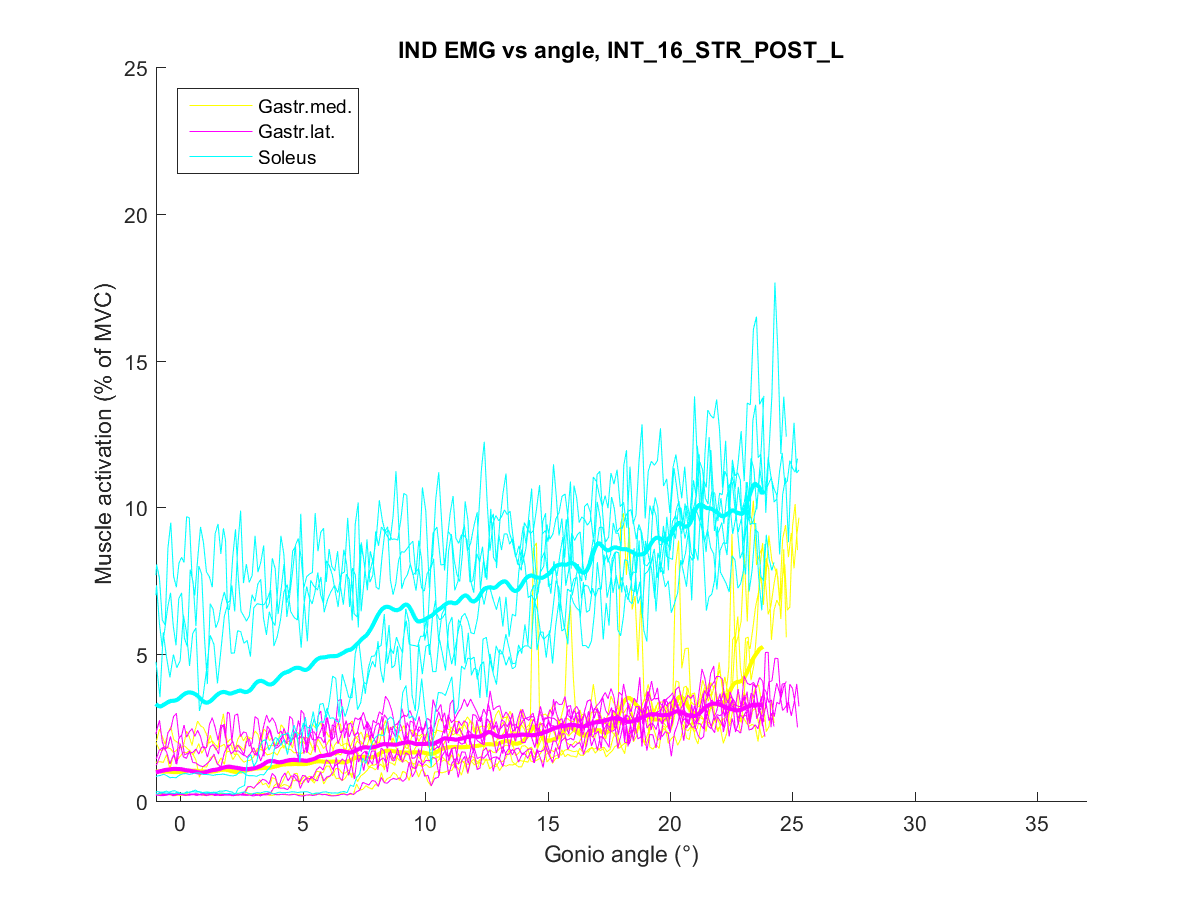 IND EMG vs angle, INT_16_STR_POST_L
25
20
15
10
5
0
Muscle activation (% of MVC)
Gastr.med.
Gastr.lat.
Soleus
0 5 10 15 20 25 30 35
Gonio angle (°)